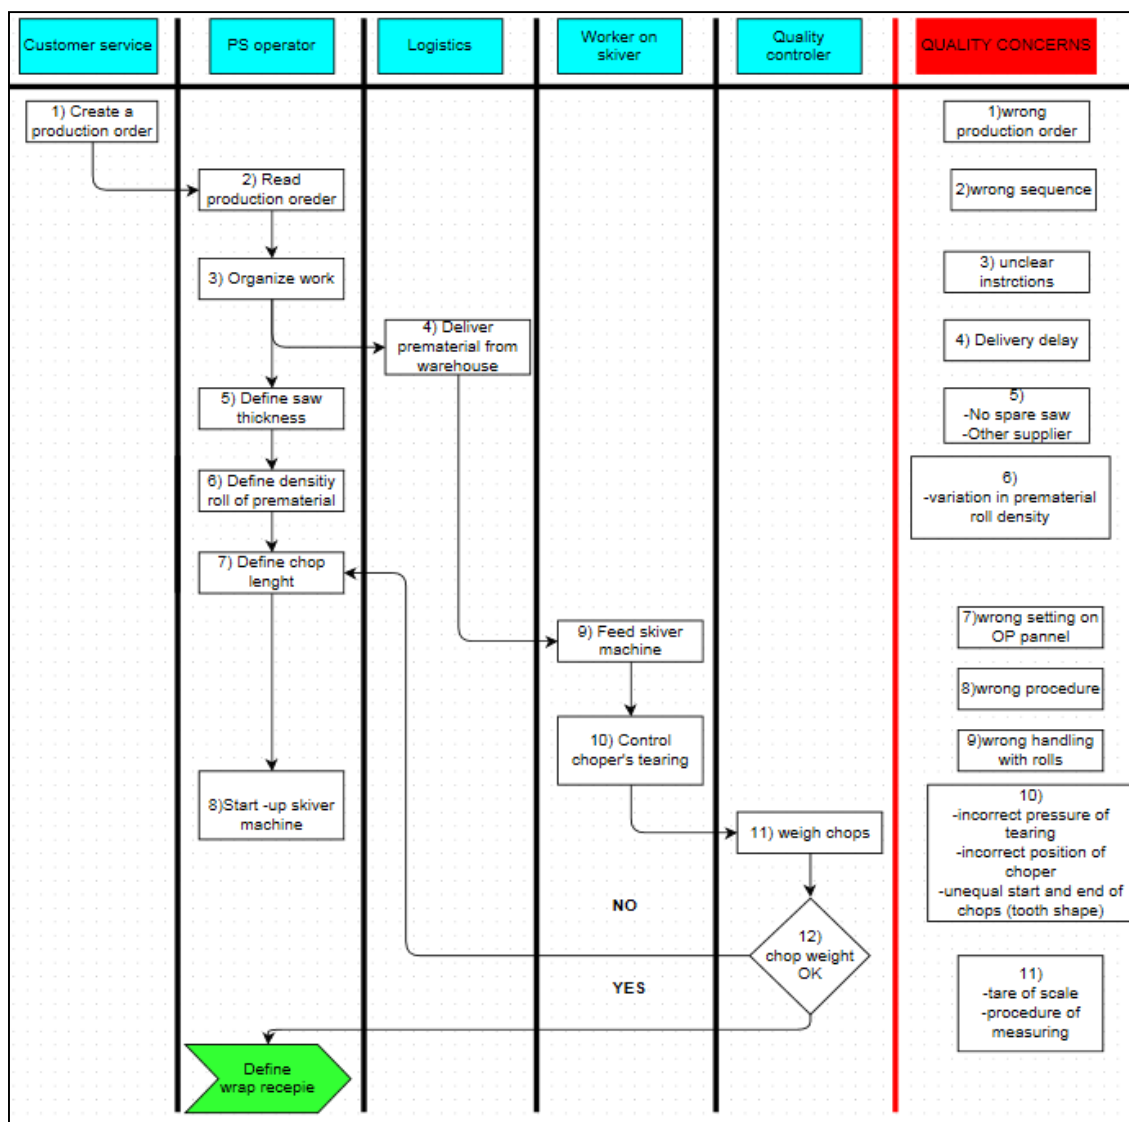 Customer service
PS operator
Logistics
Worker on
skiver
Quality
controler
QUALITY CONCERNS
1) Create a
production order
2) Read
production oreder
3) Organize work
4) Deliver
prematerial from
warehouse
5) Define saw
thickness
6) Define densitiy
roll of prematerial
7) Define chop
lenght
8)Start -up skiver
machine
9) Feed skiver
machine
10) Control
choper's tearing
11) weigh chops
12)
chop weight
OK
NO
YES
Define
wrap recepie
1)wrong
production order
2)wrong sequence
3) unclear
instrctions
4) Delivery delay
5)
-No spare saw
-Other supplier
6)
-variation in prematerial
roll density
7)wrong setting on
OP pannel
8)wrong procedure
9)wrong handling
with rolls
10)
-incorrect pressure of
tearing
-incorrect position of
choper
-unequal start and end of
chops (tooth shape)
11)
-tare of scale
-procedure of
measuring